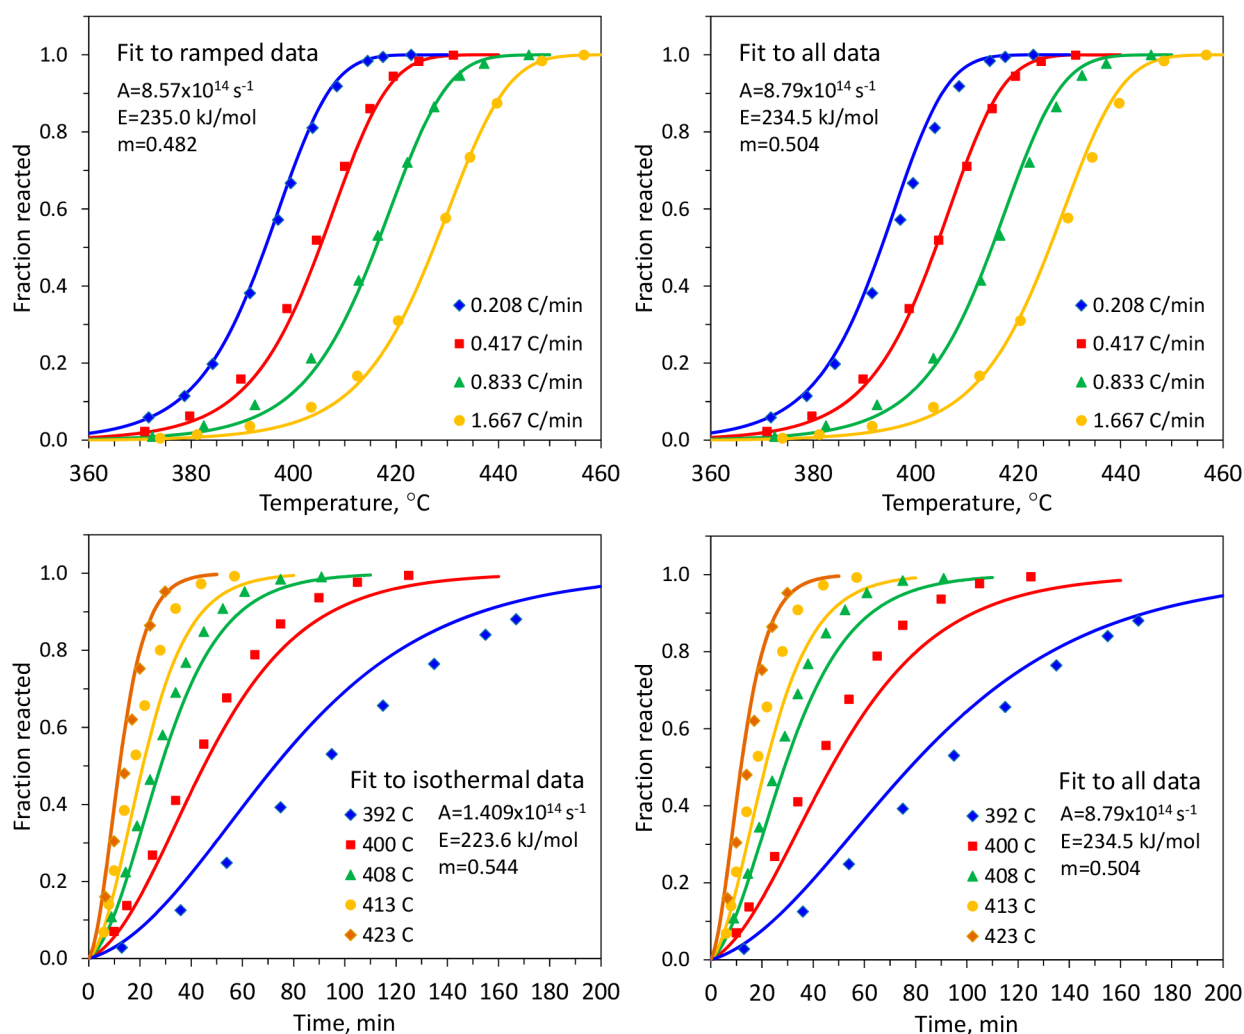 Fit to ramped data
A=8.57x10¹⁴ s⁻¹
E=235.0 kJ/mol
m=0.482
Fraction reacted
1.0
0.8
0.6
0.4
0.2
0.0
0.208 C/min
0.417 C/min
0.833 C/min
1.667 C/min
360 380 400 420 440 460
Temperature, °C
Fit to all data
A=8.79x10¹⁴ s⁻¹
E=234.5 kJ/mol
m=0.504
Fraction reacted
1.0
0.8
0.6
0.4
0.2
0.0
0.208 C/min
0.417 C/min
0.833 C/min
1.667 C/min
360 380 400 420 440 460
Temperature, °C
Fraction reacted
1.0
0.8
0.6
0.4
0.2
0.0
Fit to isothermal data
A=1.409x10¹⁴ s⁻¹
E=223.6 kJ/mol
m=0.544
392 C
400 C
408 C
413 C
423 C
0 20 40 60 80 100 120 140 160 180 200
Time, min
Fraction reacted
1.0
0.8
0.6
0.4
0.2
0.0
Fit to all data
A=8.79x10¹⁴ s⁻¹
E=234.5 kJ/mol
m=0.504
392 C
400 C
408 C
413 C
423 C
0 20 40 60 80 100 120 140 160 180 200
Time, min